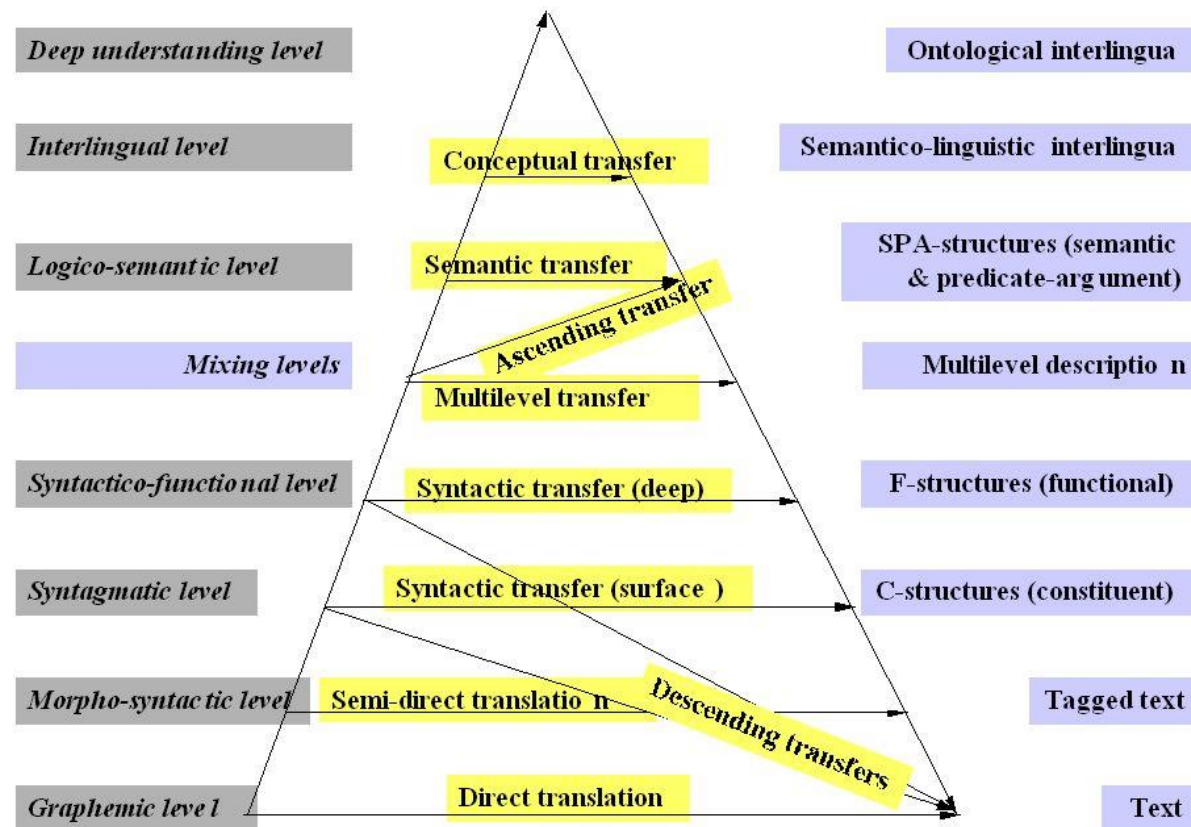 Deep understanding level
Ontological interlingua
Interlingual level
Conceptual transfer
Semantico-linguistic interlingua
Logico-semantic level
Semantic transfer
SPA-structures (semantic
& predicate-argument)
Ascending transfer
Mixing levels
Multilevel transfer
Multilevel descriptio n
Syntactico-functional level
Syntactic transfer (deep)
F-structures (functional)
Syntagmatic level
Syntactic transfer (surface )
C-structures (constituent)
Morpho-syntactic level
Semi-direct translatio n
Descending transfers
Tagged text
Graphemic leve l
Direct translation
Text